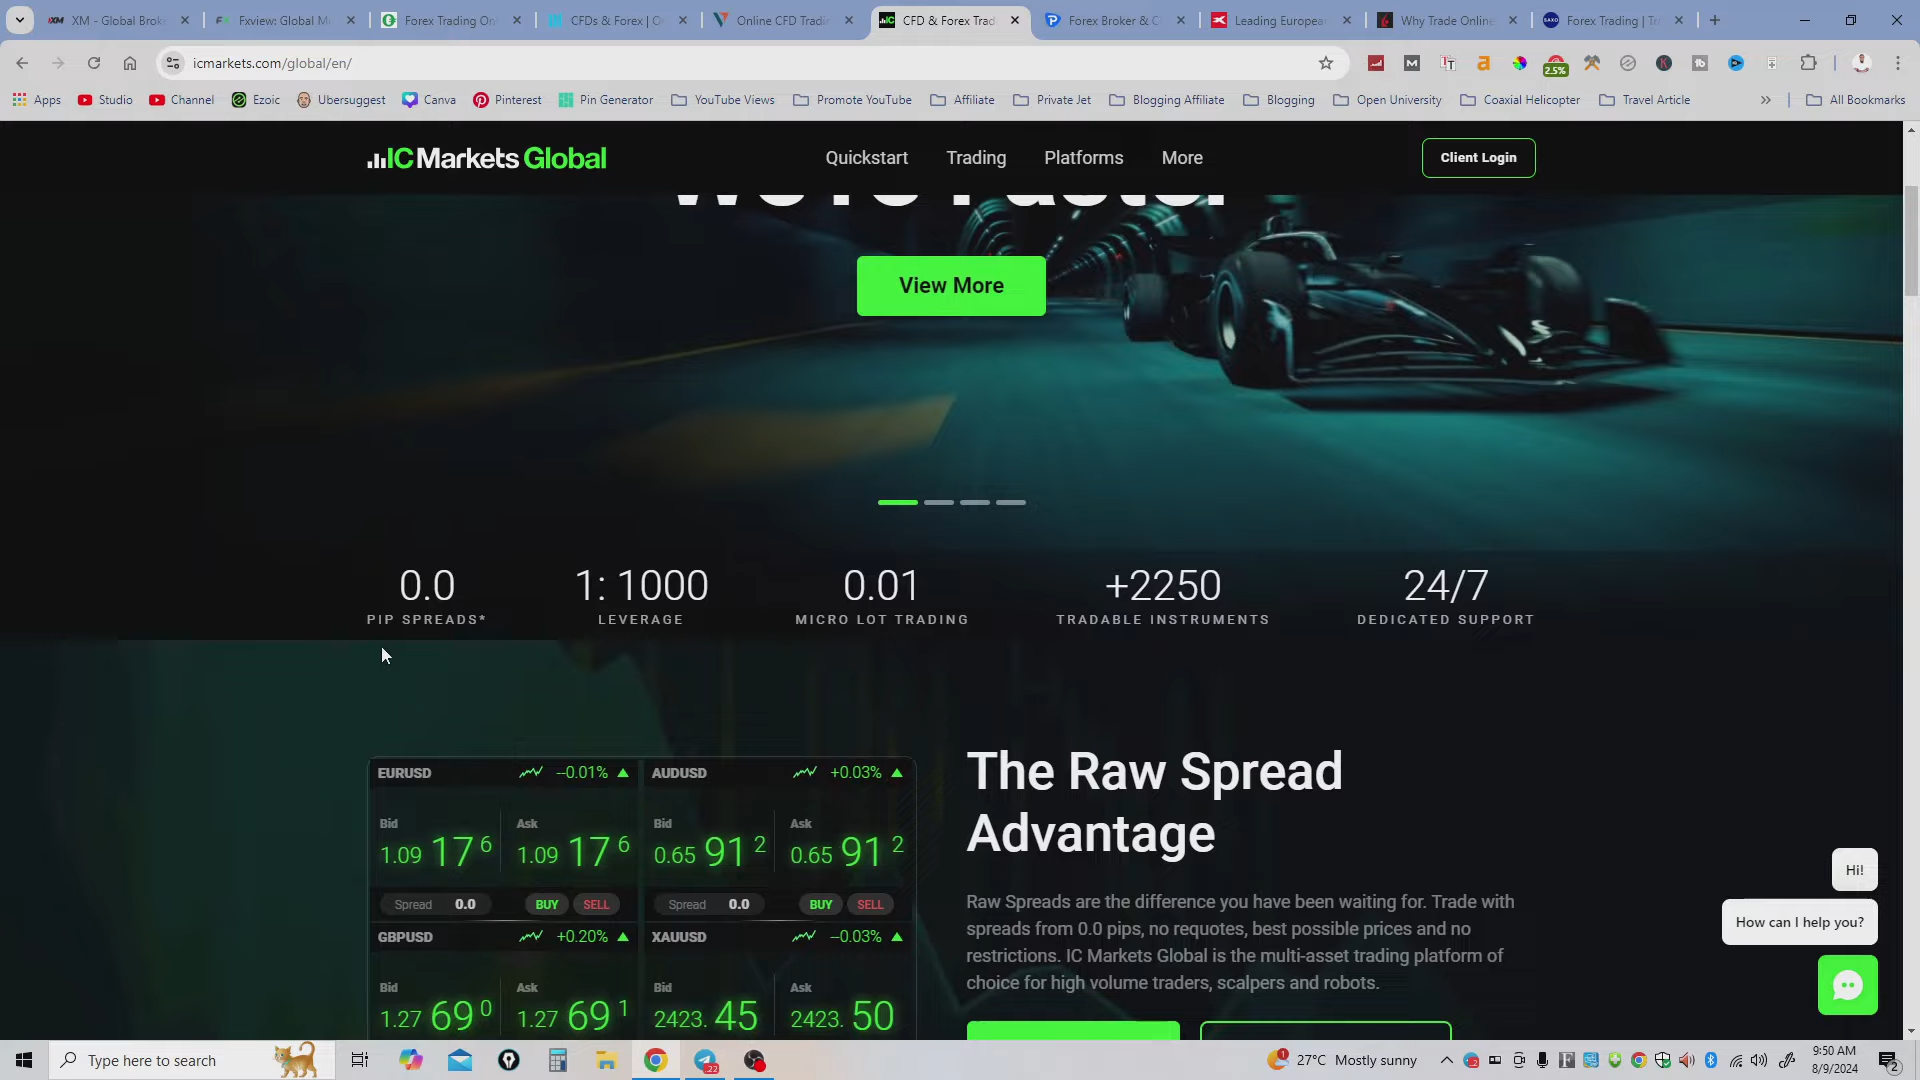 XM - Global Broke
Fxview: Global M
Forex Trading On
CFDs & Forex | O
Online CFD Tradi
CFD & Forex Trad
Forex Broker & C
Leading European
Why Trade Online
SAXO
Forex Trading | Tr
icmarkets.com/global/en/
2.5%
Apps
Studio
Channel
Ezoic
Ubersuggest
Canva
Pinterest
Pin Generator
YouTube Views
Promote YouTube
Affiliate
Private Jet
Blogging Affiliate
Blogging
Open University
Coaxial Helicopter
Travel Article
All Bookmarks
IC Markets Global
Quickstart
Trading
Platforms
More
Client Login
We're Faster
View More
0.0
PIP SPREADS*
1: 1000
LEVERAGE
0.01
MICRO LOT TRADING
+2250
TRADABLE INSTRUMENTS
24/7
DEDICATED SUPPORT
EURUSD --0.01%
Bid Ask
1.09 17 6 1.09 17 6
Spread 0.0 BUY SELL
AUDUSD +0.03%
Bid Ask
0.65 91 2 0.65 91 2
Spread 0.0 BUY SELL
GBPUSD +0.20%
Bid Ask
1.27 69 0 1.27 69 1
XAUUSD --0.03%
Bid Ask
2423. 45 2423. 50
The Raw Spread
Advantage
Raw Spreads are the difference you have been waiting for. Trade with
spreads from 0.0 pips, no requotes, best possible prices and no
restrictions. IC Markets Global is the multi-asset trading platform of
choice for high volume traders, scalpers and robots.
Hi!
How can I help you?
Type here to search
22
1
27°C Mostly sunny
9:50 AM
8/9/2024
2